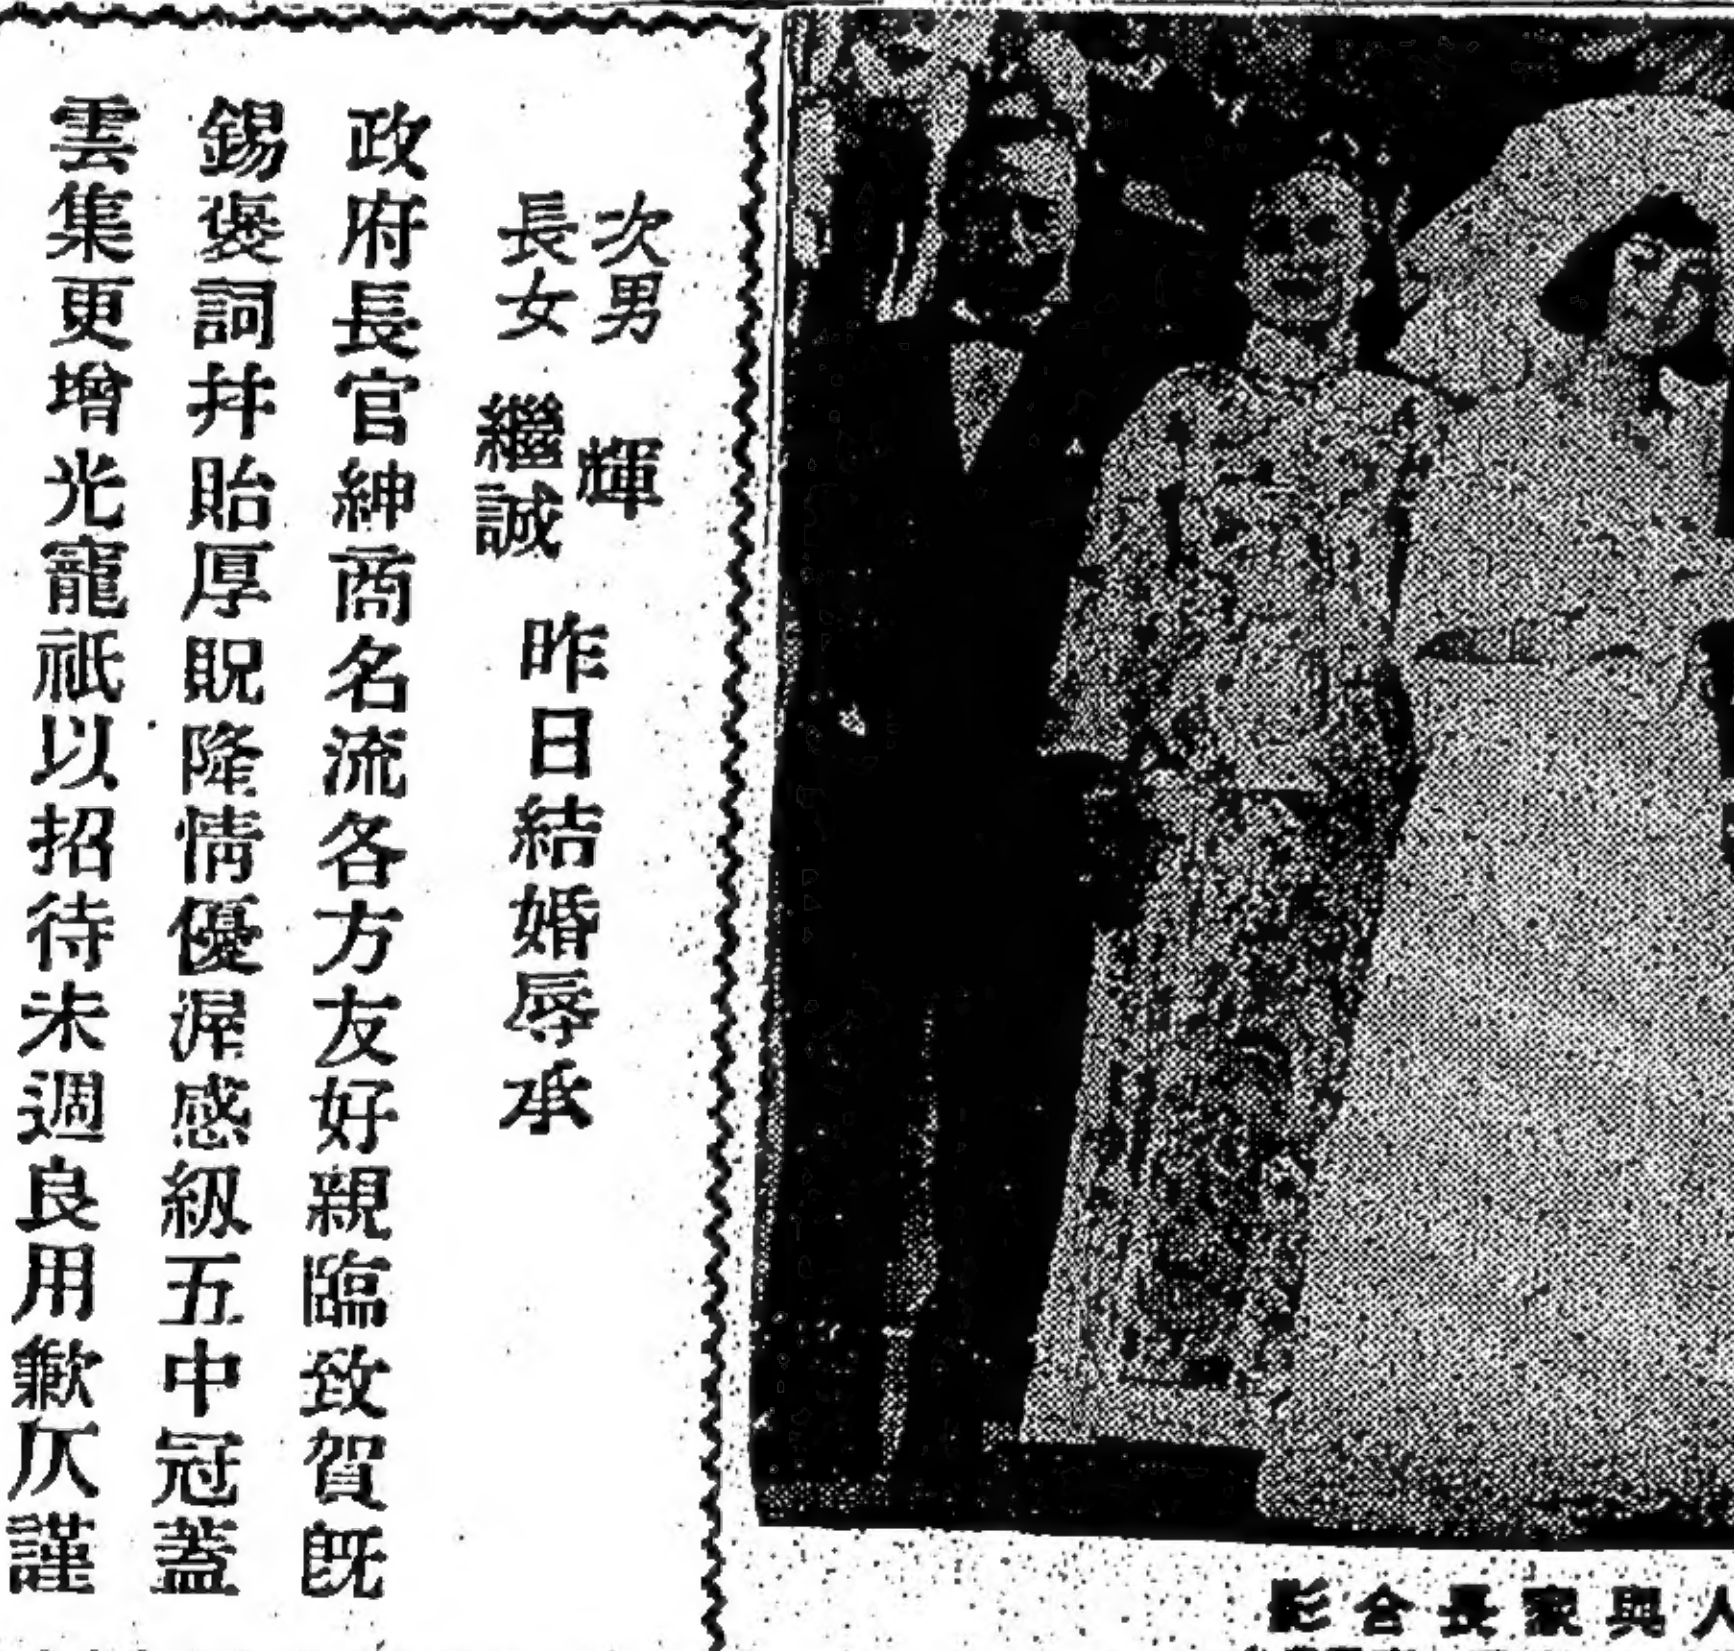 次男 輝
長女 繼誠
昨日結婚辱承
政府長官紳商名流各方友好親臨致賀既
錫褒詞幷貽厚貺隆情優渥感級五中冠蓋
雲集更增光寵祇以招待未週良用歉仄謹
人與家長合影